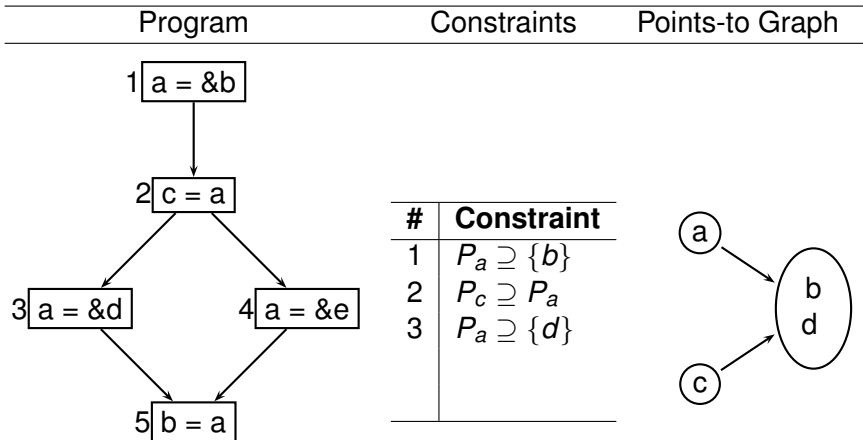 Program Constraints Points-to Graph
1 a = &b
2 c = a
3 a = &d
4 a = &e
5 b = a
# Constraint
1 P_a ⊇ {b}
2 P_c ⊇ P_a
3 P_a ⊇ {d}
a
b
d
c